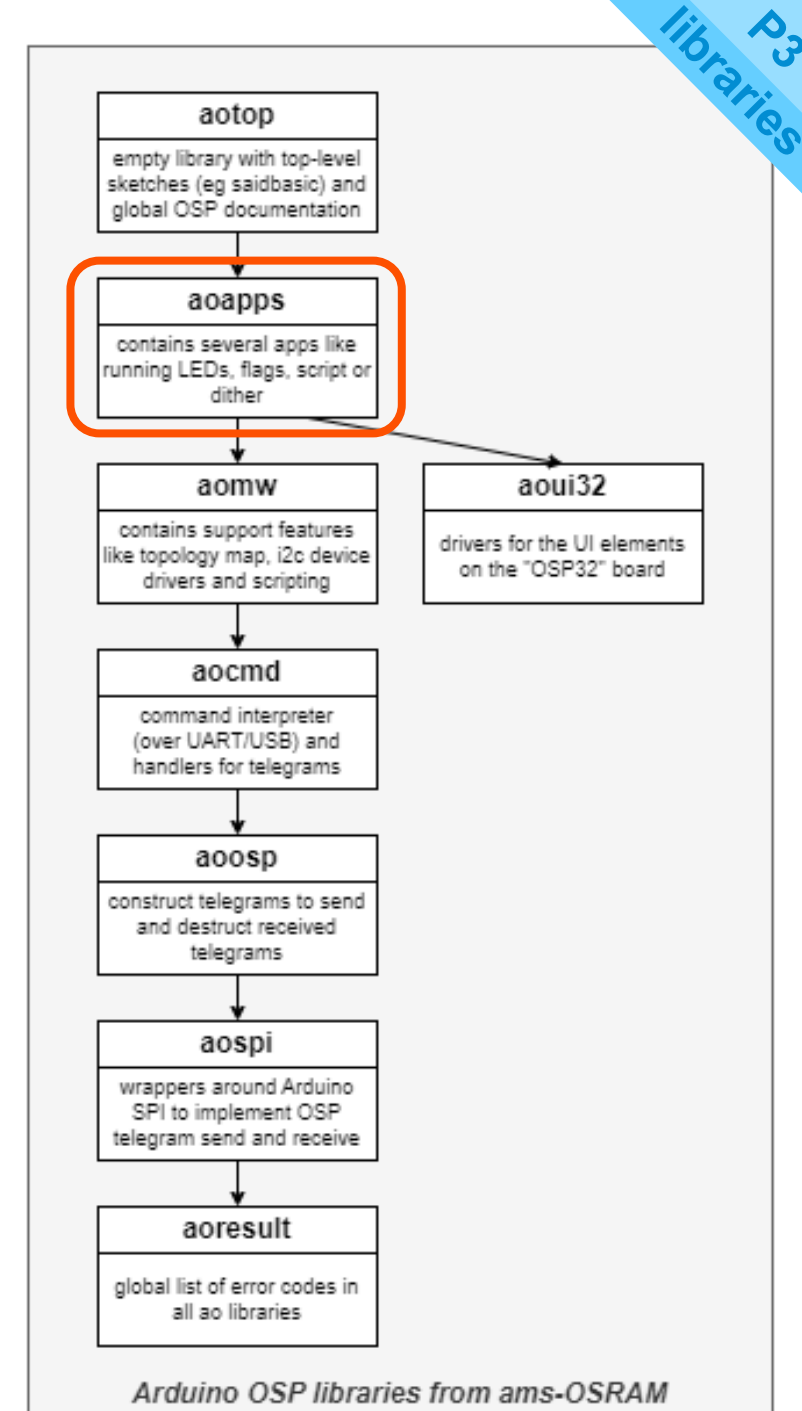 P3
libraries
aotop
empty library with top-level
sketches (eg saidbasic) and
global OSP documentation
aoapps
contains several apps like
running LEDs, flags, script or
dither
aomw
contains support features
like topology map, i2c device
drivers and scripting
aoui32
drivers for the UI elements
on the "OSP32" board
aocmd
command interpreter
(over UART/USB) and
handlers for telegrams
aoosp
construct telegrams to send
and destruct received
telegrams
aospi
wrappers around Arduino
SPI to implement OSP
telegram send and receive
aoresult
global list of error codes in
all ao libraries
Arduino OSP libraries from ams-OSRAM